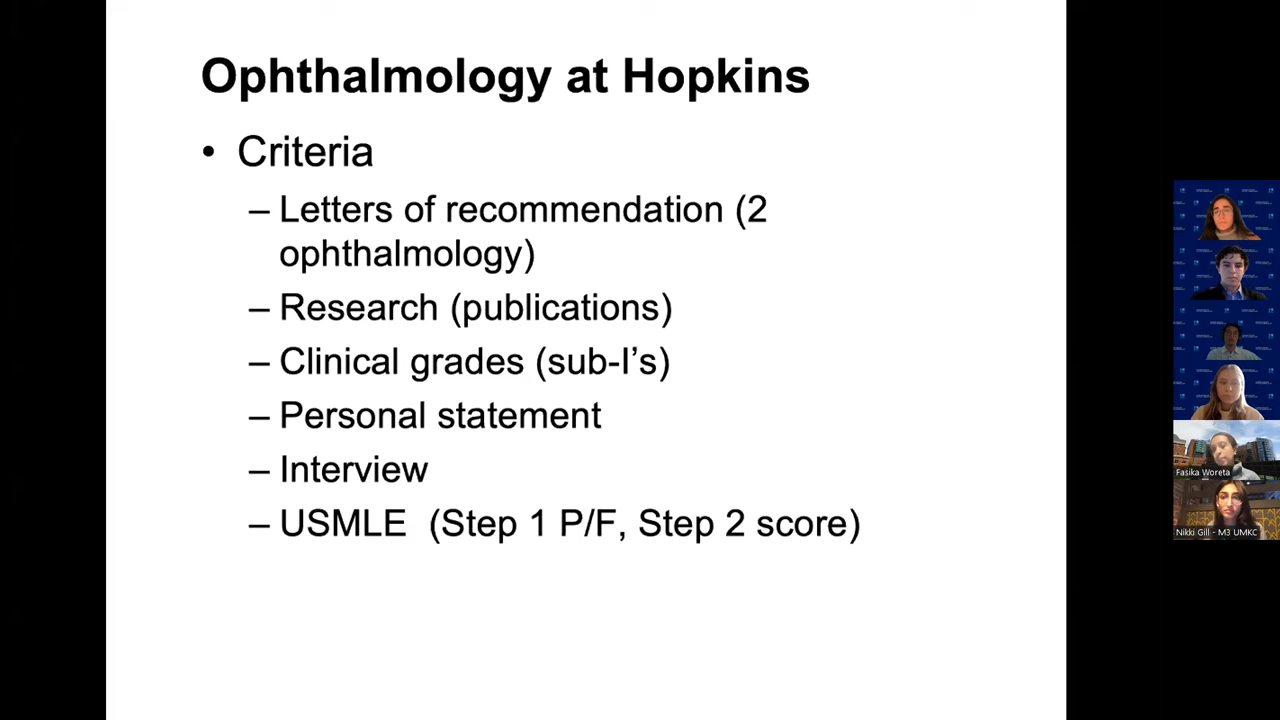 Ophthalmology at Hopkins
• Criteria
– Letters of recommendation (2
ophthalmology)
– Research (publications)
– Clinical grades (sub-I’s)
– Personal statement
– Interview
– USMLE  (Step 1 P/F, Step 2 score)
Fasika Woreta
Nikki Gill - M3 UMKC